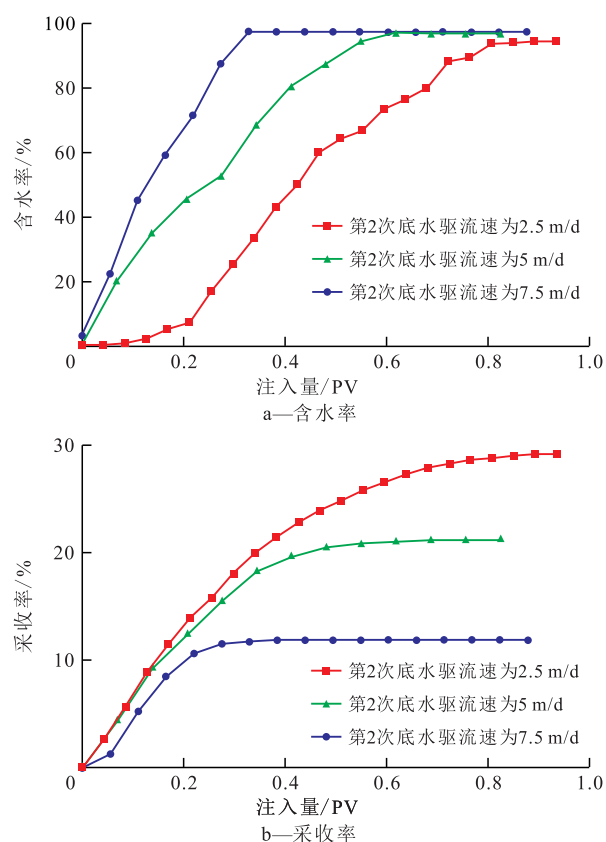 100
80
60
40
20
0
含水率/%
第2次底水驱流速为2.5 m/d
第2次底水驱流速为5 m/d
第2次底水驱流速为7.5 m/d
0.2
0.4
0.6
0.8
1.0
注入量/PV
a—含水率
30
20
10
0
采收率/%
第2次底水驱流速为2.5 m/d
第2次底水驱流速为5 m/d
第2次底水驱流速为7.5 m/d
0.2
0.4
0.6
0.8
1.0
注入量/PV
b—采收率